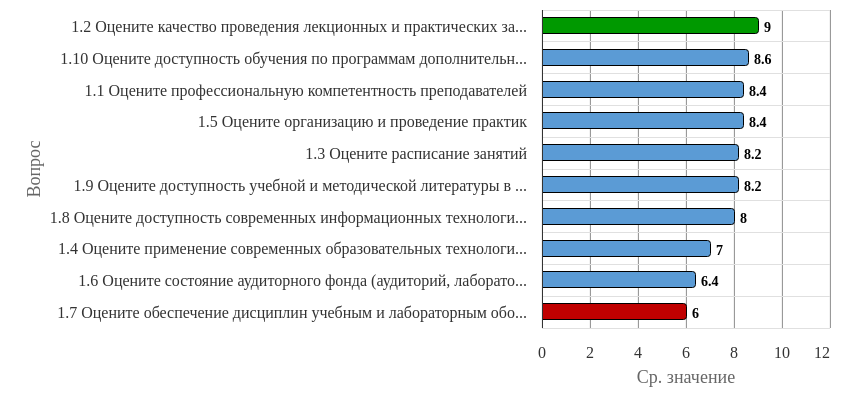 1.2 Оцените качество проведения лекционных и практических за...
9
1.10 Оцените доступность обучения по программам дополнительн...
8.6
1.1 Оцените профессиональную компетентность преподавателей
8.4
1.5 Оцените организацию и проведение практик
8.4
1.3 Оцените расписание занятий
8.2
1.9 Оцените доступность учебной и методической литературы в ...
8.2
1.8 Оцените доступность современных информационных технологи...
8
1.4 Оцените применение современных образовательных технологи...
7
1.6 Оцените состояние аудиторного фонда (аудиторий, лаборато...
6.4
1.7 Оцените обеспечение дисциплин учебным и лабораторным обо...
6
Вопрос
0 2 4 6 8 10 12
Ср. значение